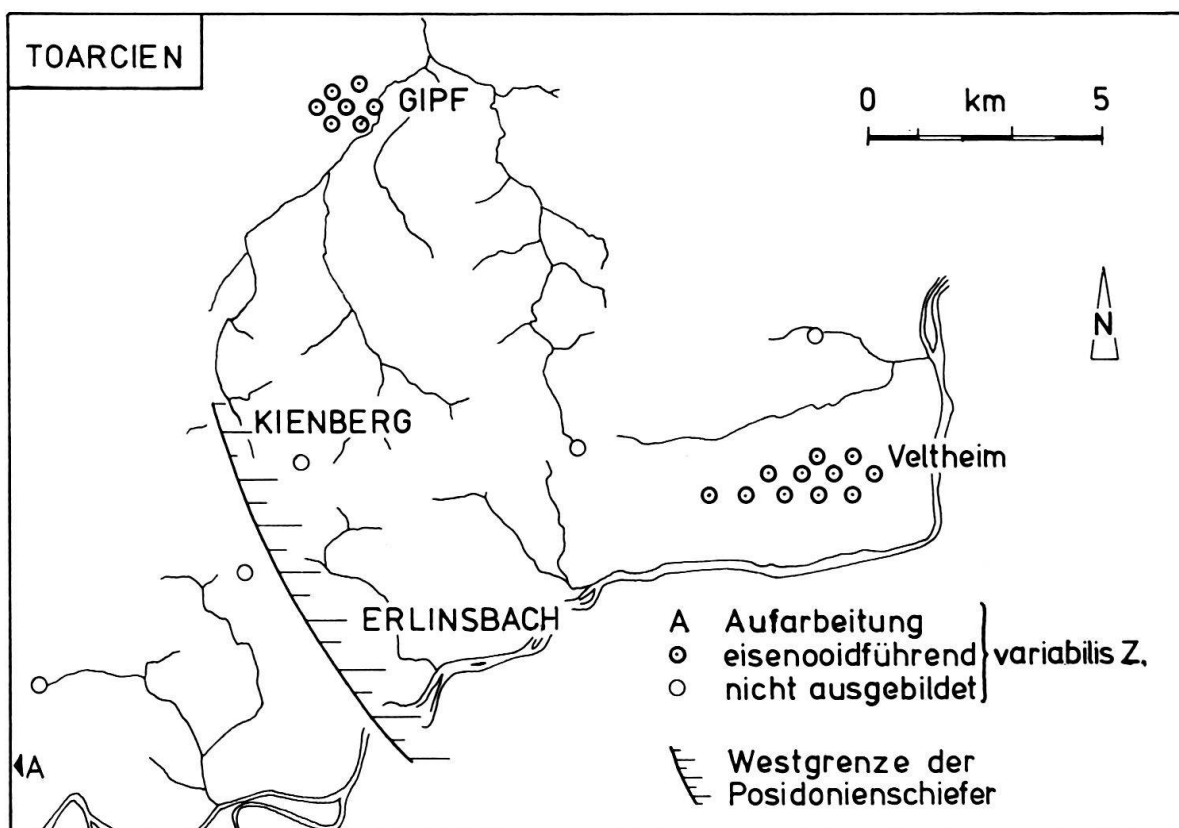 TOARCIEN
GIPF
0 km 5
N
KIENBERG
Veltheim
ERLINSBACH
A Aufarbeitung
eisenooidführend
nicht ausgebildet
variabilis Z.
A
Westgrenze der
Posidonienschiefer